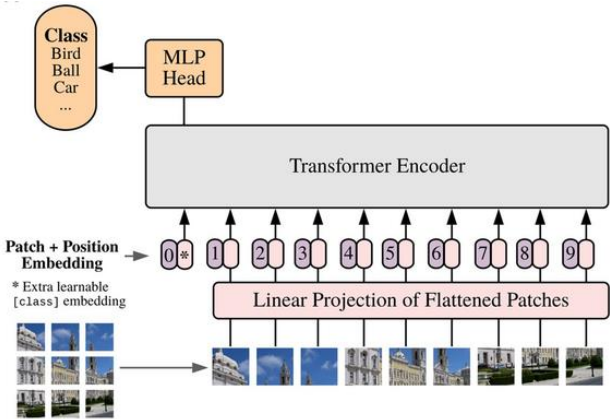 Class
Bird
Ball
Car
...
MLP
Head
Transformer Encoder
Patch + Position
Embedding
0 * 1 2 3 4 5 6 7 8 9
* Extra learnable
[class] embedding
Linear Projection of Flattened Patches